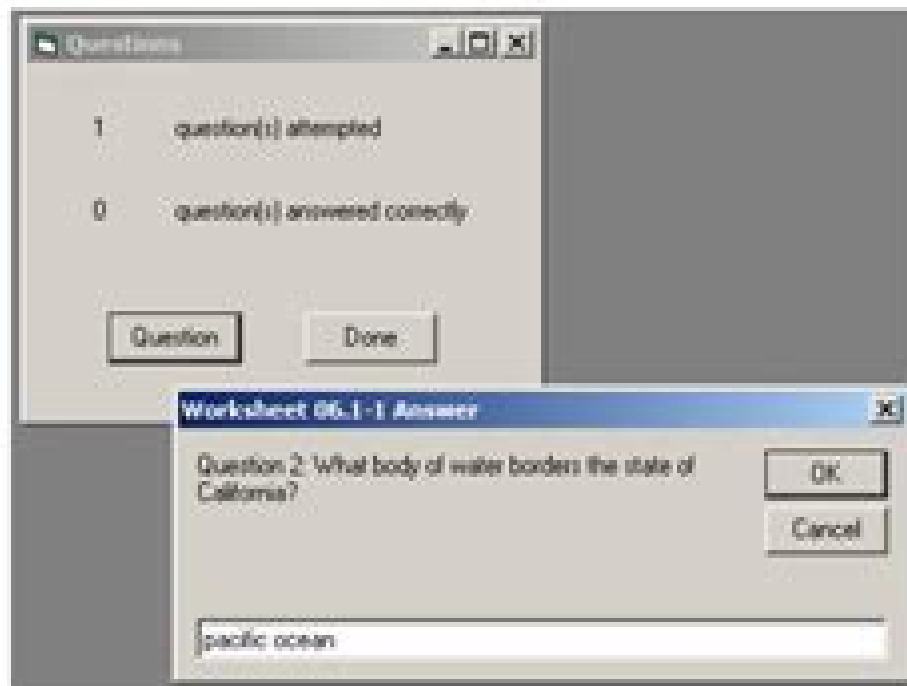 Questions
1 question(s) attempted
0 question(s) answered correctly
Question Done
Worksheet 06.1-1 Answer
Question 2: What body of water borders the state of
California?
OK
Cancel
pacific ocean